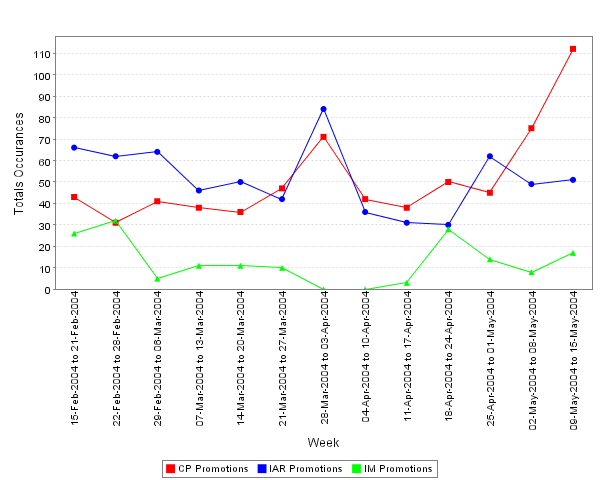 Totals Occurances
110
100
90
80
70
60
50
40
30
20
10
0
15-Feb-2004 to 21-Feb-2004
22-Feb-2004 to 28-Feb-2004
29-Feb-2004 to 06-Mar-2004
07-Mar-2004 to 13-Mar-2004
14-Mar-2004 to 20-Mar-2004
21-Mar-2004 to 27-Mar-2004
28-Mar-2004 to 03-Apr-2004
04-Apr-2004 to 10-Apr-2004
11-Apr-2004 to 17-Apr-2004
18-Apr-2004 to 24-Apr-2004
25-Apr-2004 to 01-May-2004
02-May-2004 to 08-May-2004
09-May-2004 to 15-May-2004
Week
CP Promotions IAR Promotions IM Promotions